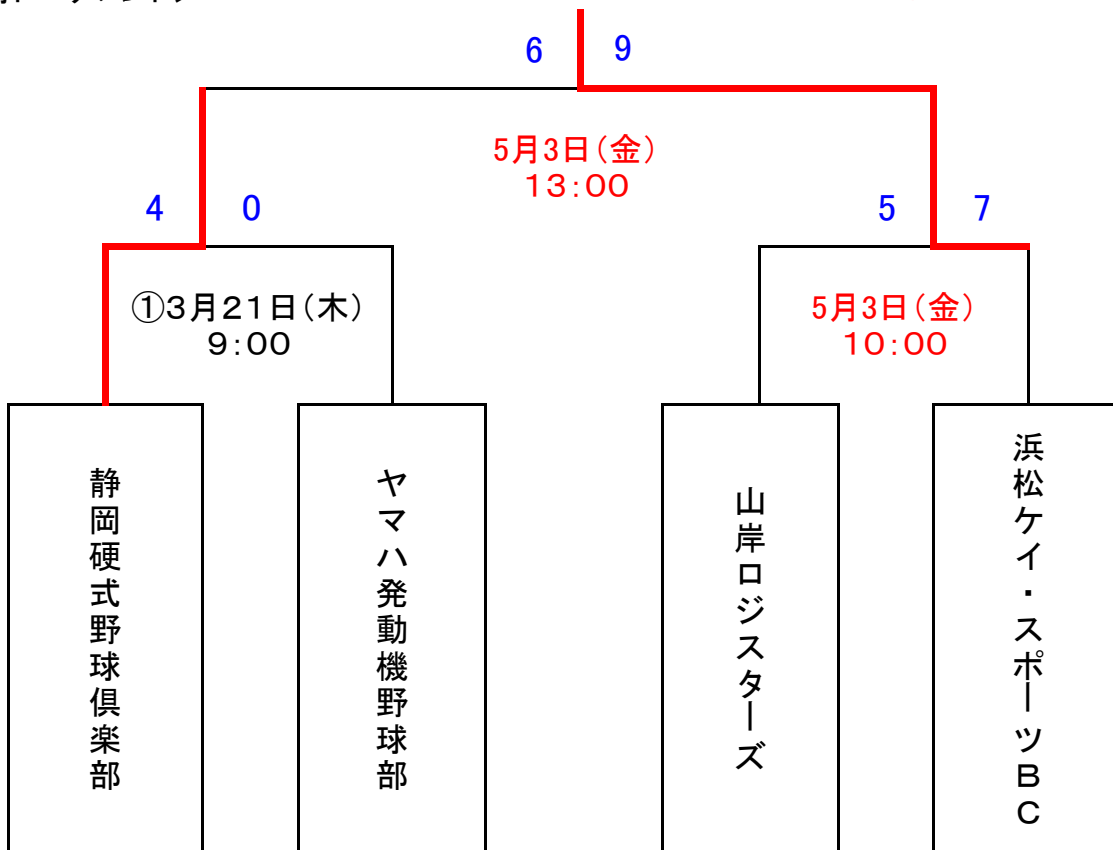 6 9
5月3日(金)
13:00
4 0
5 7
①3月21日(木)
9:00
5月3日(金)
10:00
静岡硬式野球倶楽部
ヤマハ発動機野球部
山岸ロジスターズ
浜松ケイ・スポーツBC